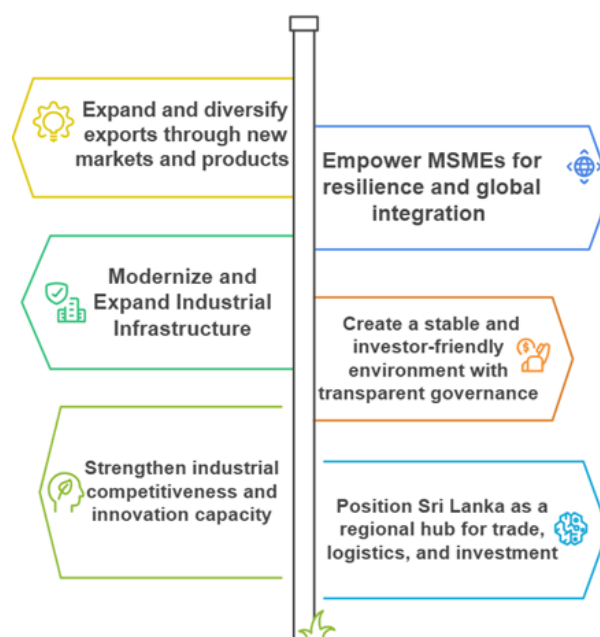 Expand and diversify
exports through new
markets and products
Empower MSMEs for
resilience and global
integration
Modernize and
Expand Industrial
Infrastructure
Create a stable and
investor-friendly
environment with
transparent governance
Strengthen industrial
competitiveness and
innovation capacity
Position Sri Lanka as a
regional hub for trade,
logistics, and investment